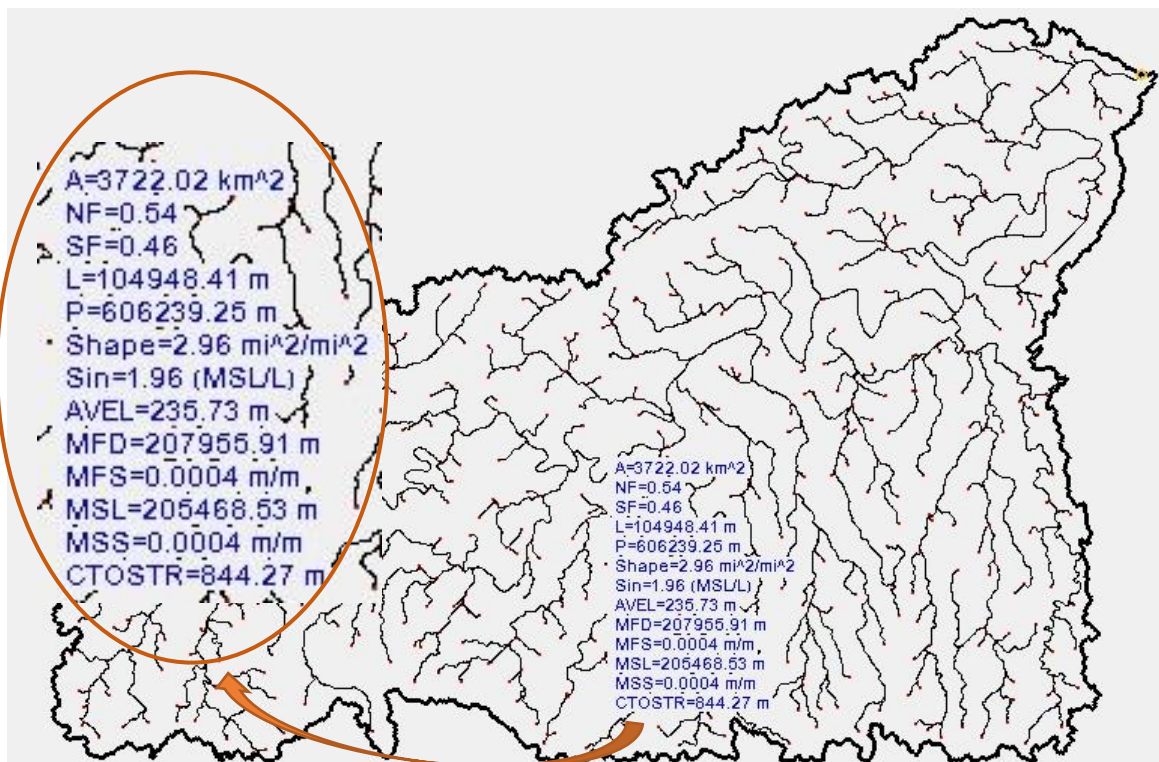 A=3722.02 km^2
NF=0.54
SF=0.46
L=104948.41 m
P=606239.25 m
Shape=2.96 mi^2/mi^2
Sin=1.96 (MSL/L)
AVEL=235.73 m
MFD=207955.91 m
MFS=0.0004 m/m
MSL=205468.53 m
MSS=0.0004 m/m
CTOSTR=844.27 m
A=3722.02 km^2
NF=0.54
SF=0.46
L=104948.41 m
P=606239.25 m
Shape=2.96 mi^2/mi^2
Sin=1.96 (MSL/L)
AVEL=235.73 m
MFD=207955.91 m
MFS=0.0004 m/m
MSL=205468.53 m
MSS=0.0004 m/m
CTOSTR=844.27 m